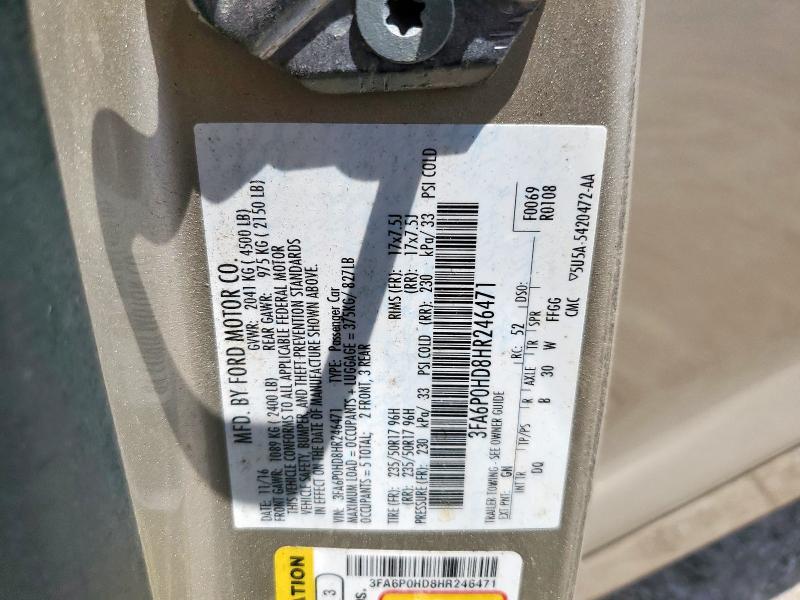 MFD. BY FORD MOTOR CO.
DATE: 11/16 GVWR: 2041 KG ( 4500 LB)
FRONT GAWR: 1089 KG ( 2400 LB) REAR GAWR: 975 KG ( 2150 LB)
THIS VEHICLE CONFORMS TO ALL APPLICABLE FEDERAL MOTOR
VEHICLE SAFETY, BUMPER, AND THEFT-PREVENTION STANDARDS
IN EFFECT ON THE DATE OF MANUFACTURE SHOWN ABOVE.
VIN: 3FA6P0HD8HR246471 TYPE: Passenger Car
MAXIMUM LOAD = OCCUPANTS + LUGGAGE = 375KG/ 827LB
OCCUPANTS = 5 TOTAL: 2 FRONT, 3 REAR
TIRE (FR): 235/50R17 96H RIMS (FR): 17x7.5J
(RR): 235/50R17 96H (RR): 17x7.5J
PRESSURE (FR): 230 kPa/ 33 PSI COLD (RR): 230 kPa/ 33 PSI COLD
3FA6P0HD8HR246471
TRAILER TOWING - SEE OWNER GUIDE
EXT PNT: GN RC: 52 DSO: F0069
INT TR TP/PS R AXLE TR SPR R0108
DQ B 30 W FFGG
CMC ▽5U5A-5420472-AA
3FA6P0HD8HR246471
3